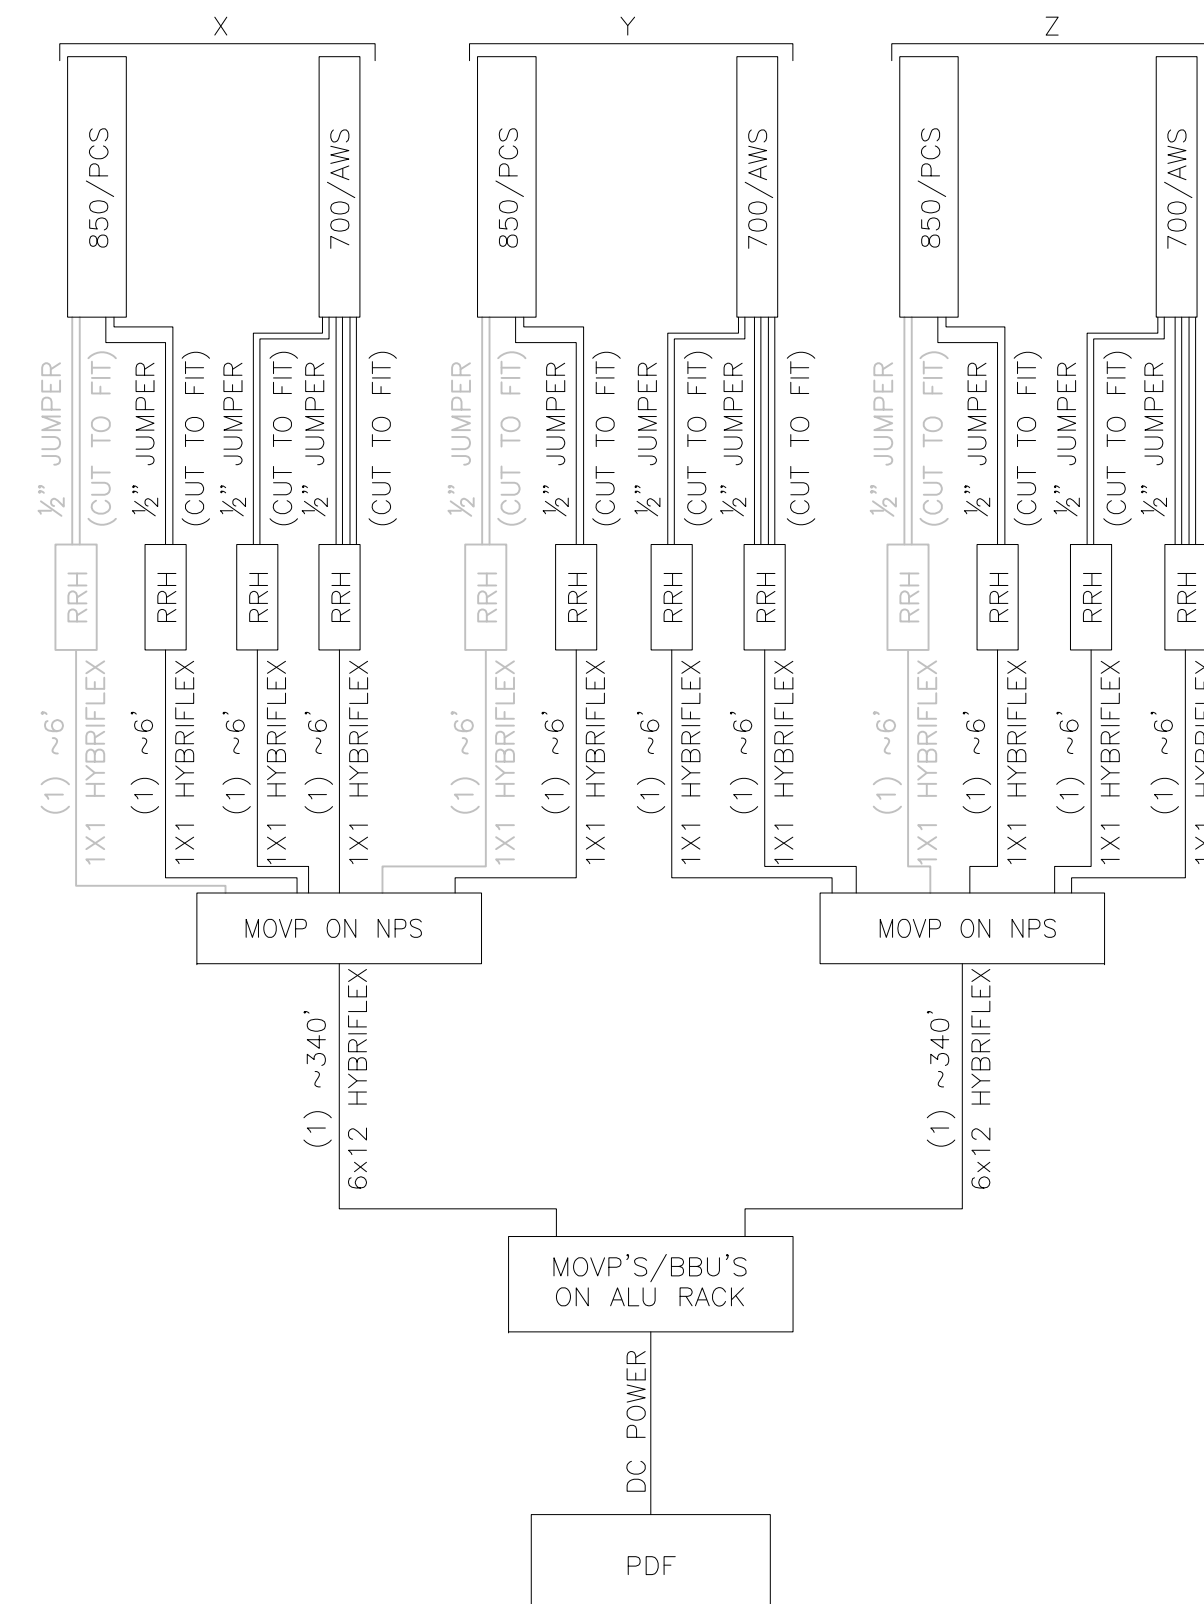 X
Y
Z
850/PCS
700/AWS
850/PCS
700/AWS
850/PCS
700/AWS
½" JUMPER
(CUT TO FIT)
½" JUMPER
(CUT TO FIT)
½" JUMPER
(CUT TO FIT)
½" JUMPER
(CUT TO FIT)
½" JUMPER
(CUT TO FIT)
½" JUMPER
(CUT TO FIT)
½" JUMPER
(CUT TO FIT)
½" JUMPER
(CUT TO FIT)
½" JUMPER
(CUT TO FIT)
½" JUMPER
(CUT TO FIT)
½" JUMPER
(CUT TO FIT)
½" JUMPER
RRH
RRH
RRH
RRH
RRH
RRH
RRH
RRH
RRH
RRH
RRH
RRH
(1) ~6'
1X1 HYBRIFLEX
(1) ~6'
1X1 HYBRIFLEX
(1) ~6'
1X1 HYBRIFLEX
(1) ~6'
1X1 HYBRIFLEX
(1) ~6'
1X1 HYBRIFLEX
(1) ~6'
1X1 HYBRIFLEX
(1) ~6'
1X1 HYBRIFLEX
(1) ~6'
1X1 HYBRIFLEX
(1) ~6'
1X1 HYBRIFLEX
(1) ~6'
1X1 HYBRIFLEX
(1) ~6'
1X1 HYBRIFLEX
(1) ~6'
1X1 HYBRIFLEX
MOVP ON NPS
MOVP ON NPS
(1) ~340'
6x12 HYBRIFLEX
(1) ~340'
6x12 HYBRIFLEX
MOVP'S/BBU'S
ON ALU RACK
DC POWER
PDF